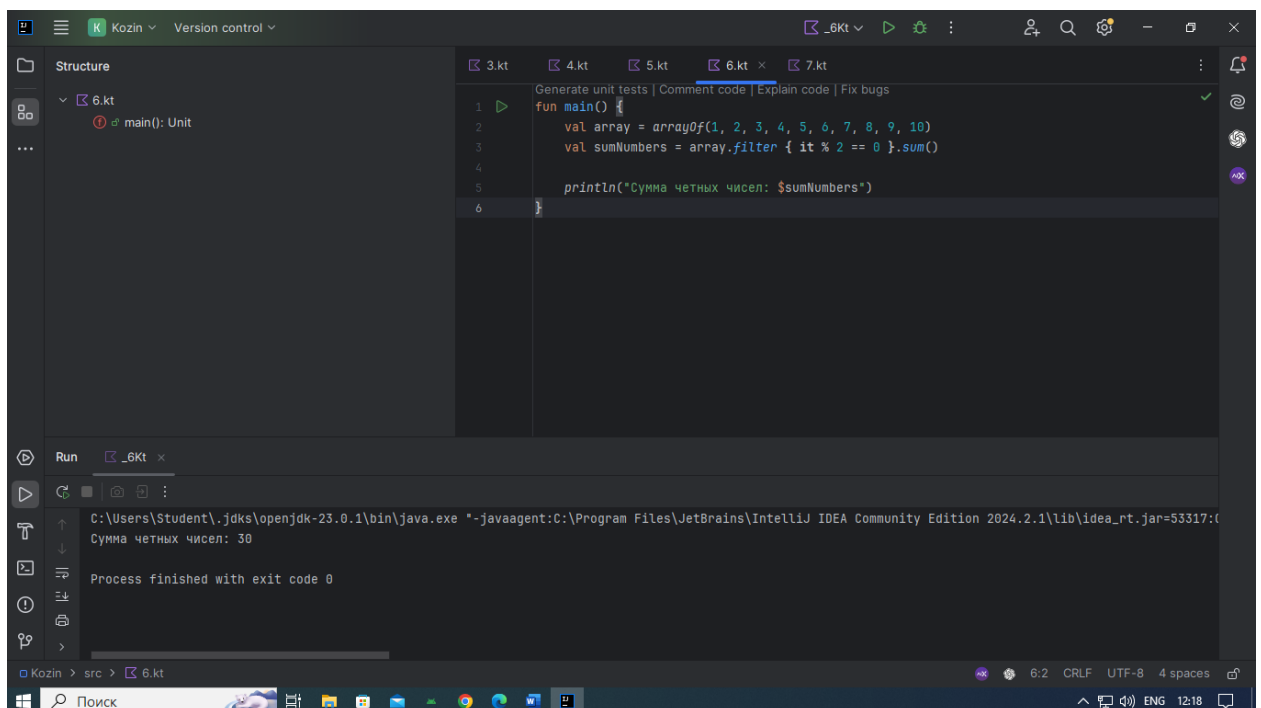 K Kozin Version control _6Kt
Structure
3.kt 4.kt 5.kt 6.kt 7.kt
6.kt
main(): Unit
Generate unit tests | Comment code | Explain code | Fix bugs
1 fun main() {
2 val array = arrayOf(1, 2, 3, 4, 5, 6, 7, 8, 9, 10)
3 val sumNumbers = array.filter { it % 2 == 0 }.sum()
4
5 println("Сумма четных чисел: $sumNumbers")
6 }
Run _6Kt
C:\Users\Student\.jdks\openjdk-23.0.1\bin\java.exe "-javaagent:C:\Program Files\JetBrains\IntelliJ IDEA Community Edition 2024.2.1\lib\idea_rt.jar=53317:
Сумма четных чисел: 30
Process finished with exit code 0
Kozin > src > 6.kt 6:2 CRLF UTF-8 4 spaces
Поиск ENG 12:18